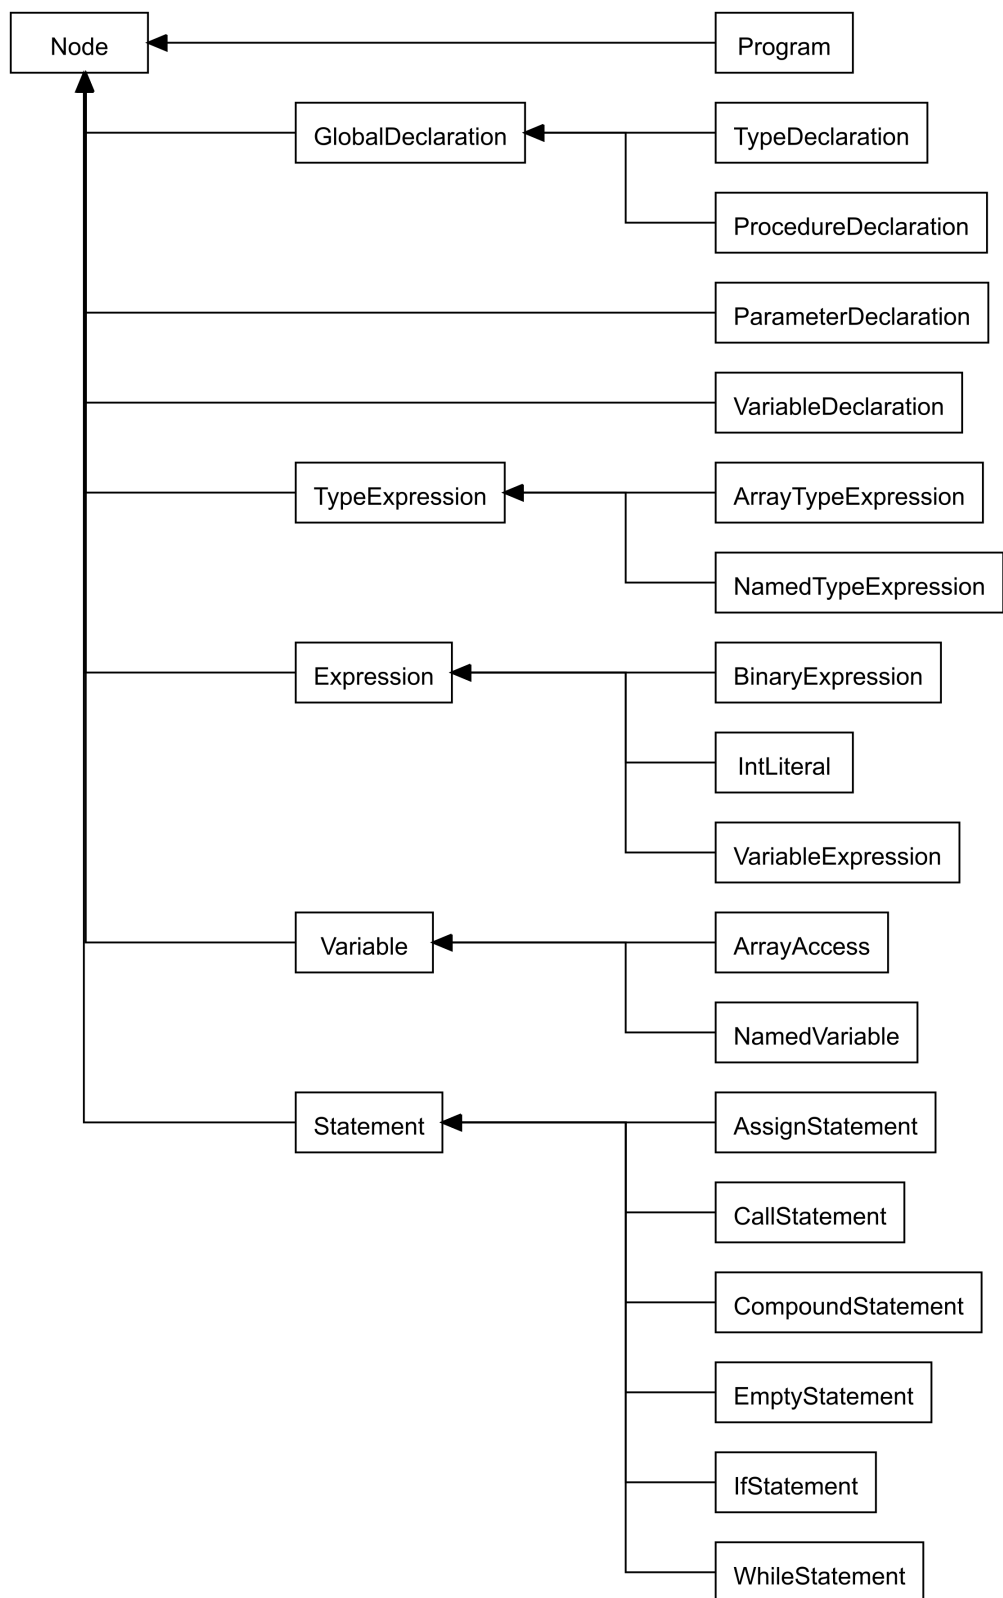 Node
Program
GlobalDeclaration
TypeDeclaration
ProcedureDeclaration
ParameterDeclaration
VariableDeclaration
TypeExpression
ArrayTypeExpression
NamedTypeExpression
Expression
BinaryExpression
IntLiteral
VariableExpression
Variable
ArrayAccess
NamedVariable
Statement
AssignStatement
CallStatement
CompoundStatement
EmptyStatement
IfStatement
WhileStatement